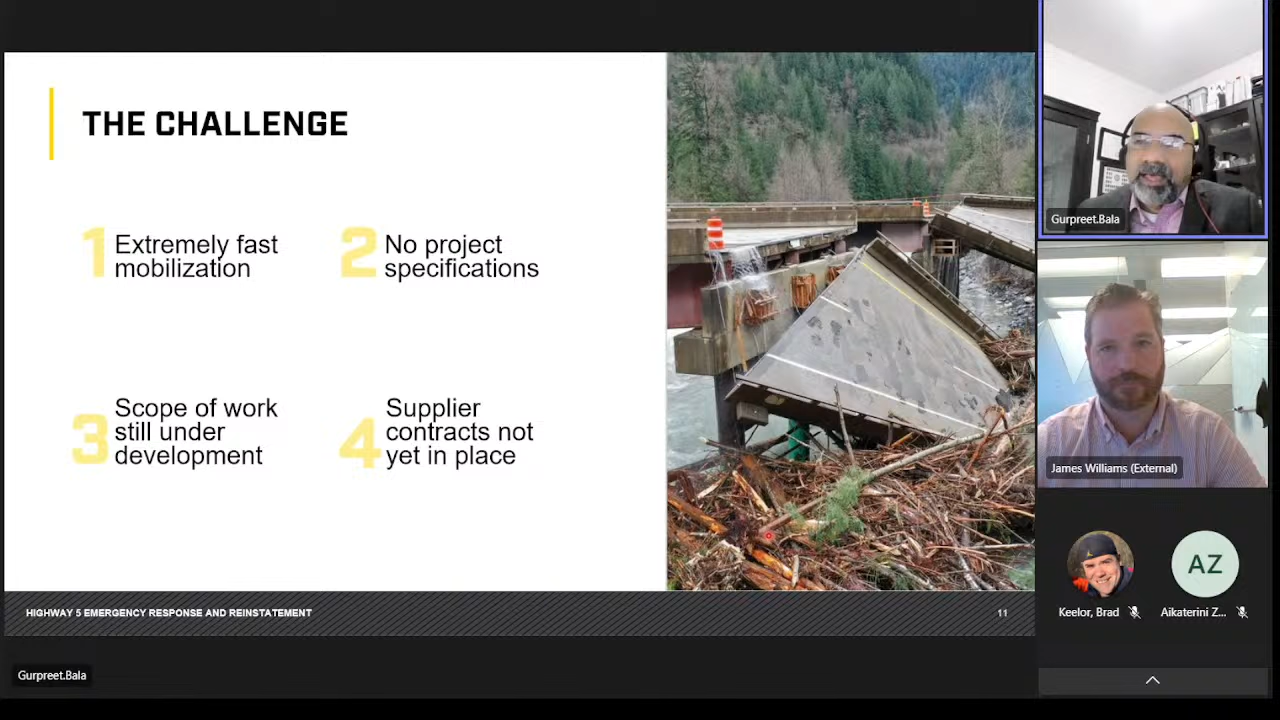 THE CHALLENGE
1
Extremely fast
mobilization
2
No project
specifications
3
Scope of work
still under
development
4
Supplier
contracts not
yet in place
HIGHWAY 5 EMERGENCY RESPONSE AND REINSTATEMENT
11
Gurpreet.Bala
Gurpreet.Bala
James Williams (External)
AZ
Keelor, Brad
Aikaterini Z...